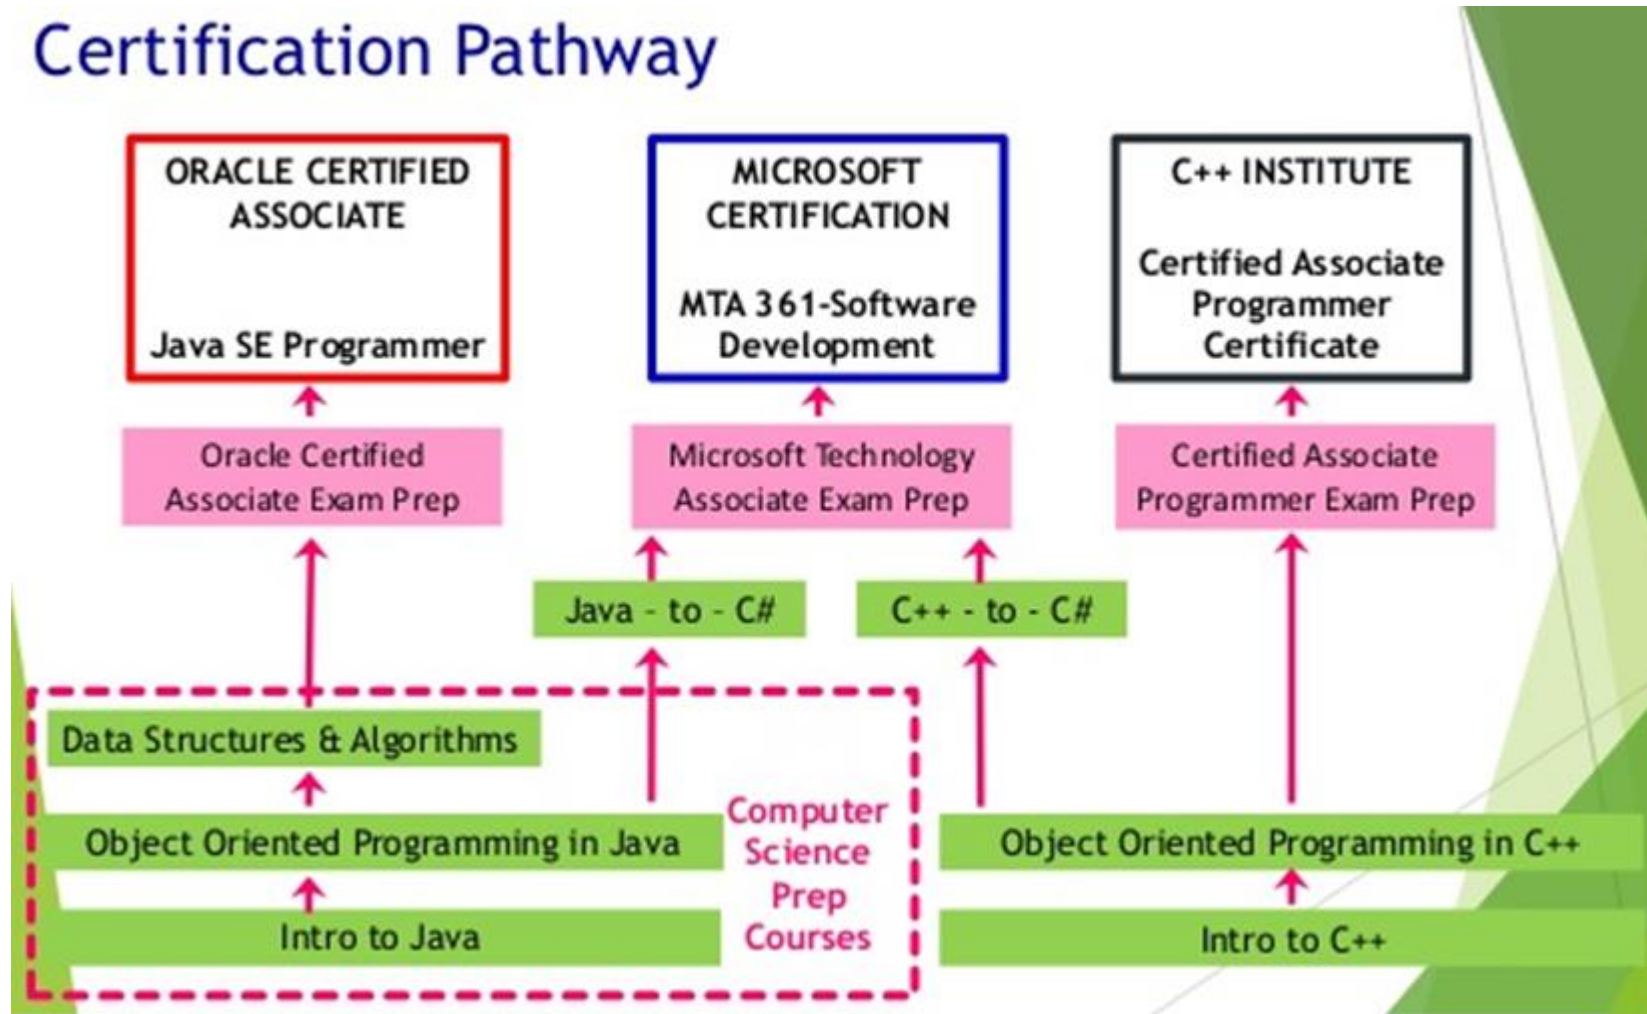 Certification Pathway
ORACLE CERTIFIED
ASSOCIATE
Java SE Programmer
MICROSOFT
CERTIFICATION
MTA 361-Software
Development
C++ INSTITUTE
Certified Associate
Programmer
Certificate
Oracle Certified
Associate Exam Prep
Microsoft Technology
Associate Exam Prep
Certified Associate
Programmer Exam Prep
Java - to - C#
C++ - to - C#
Data Structures & Algorithms
Object Oriented Programming in Java
Intro to Java
Computer
Science
Prep
Courses
Object Oriented Programming in C++
Intro to C++